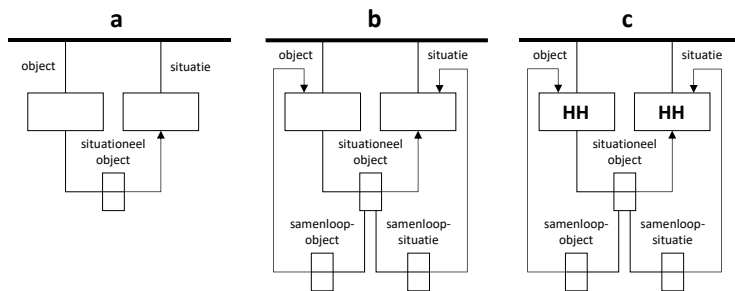 a
object
situatie
situationeel
object
b
object
situatie
situationeel
object
samenloop-
object
samenloop-
situatie
c
object
situatie
HH
HH
situationeel
object
samenloop-
object
samenloop-
situatie